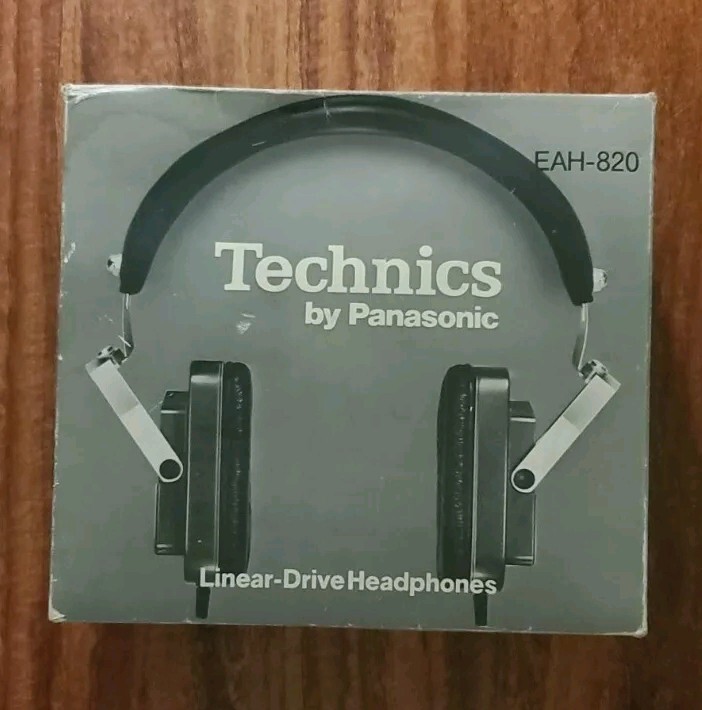 EAH-820
Technics
by Panasonic
Linear-Drive Headphones